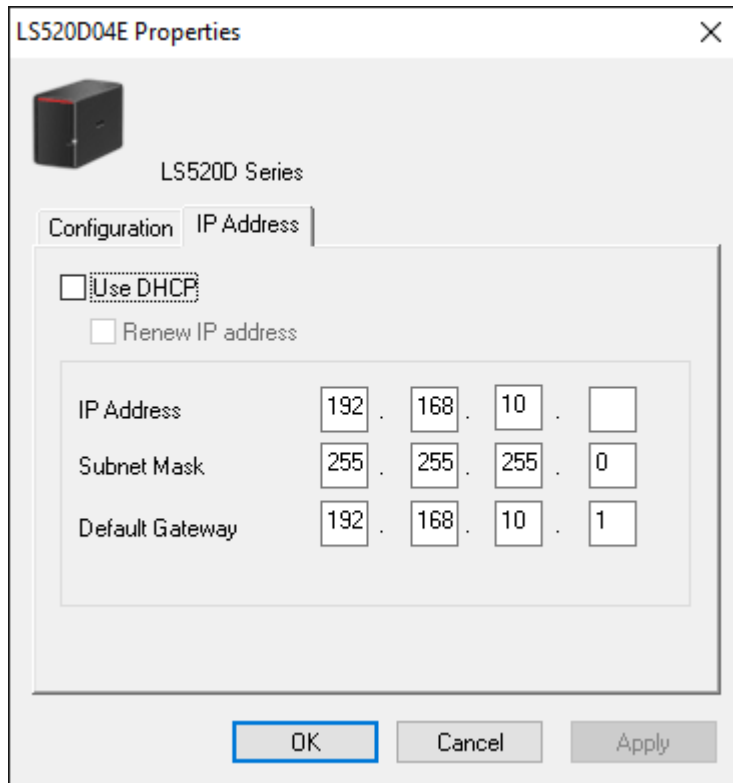 LS520D04E Properties
LS520D Series
Configuration IP Address
Use DHCP
Renew IP address
IP Address 192 . 168 . 10 .
Subnet Mask 255 . 255 . 255 . 0
Default Gateway 192 . 168 . 10 . 1
OK Cancel Apply